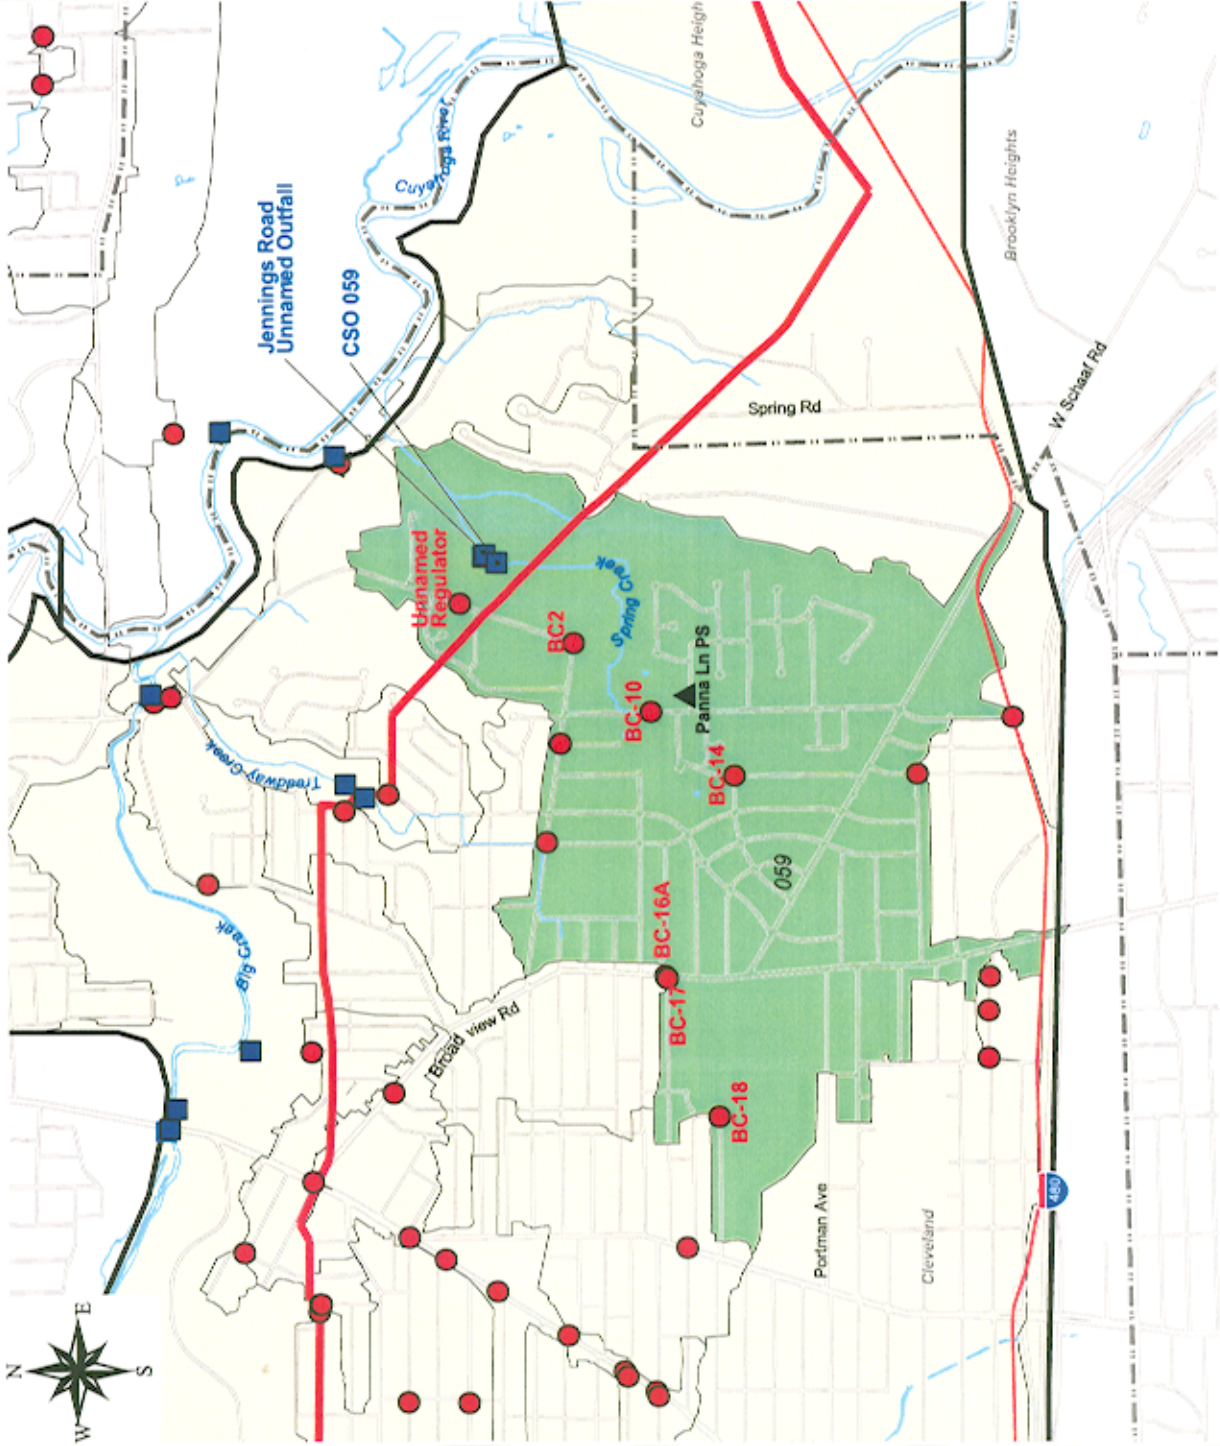 Cuyahoga Heigh
Brooklyn Heights
Cuyahoga River
Jennings Road
Unnamed Outfall
CSO 059
W Schaaf Rd
Spring Rd
Unnamed
Regulator
BC2
Spring Creek
Panna Ln PS
BC-10
BC-14
Treadway Creek
059
Big Creek
BC-16A
BC-17
Broad view Rd
BC-18
Portman Ave
Cleveland
480
N
E
S
W